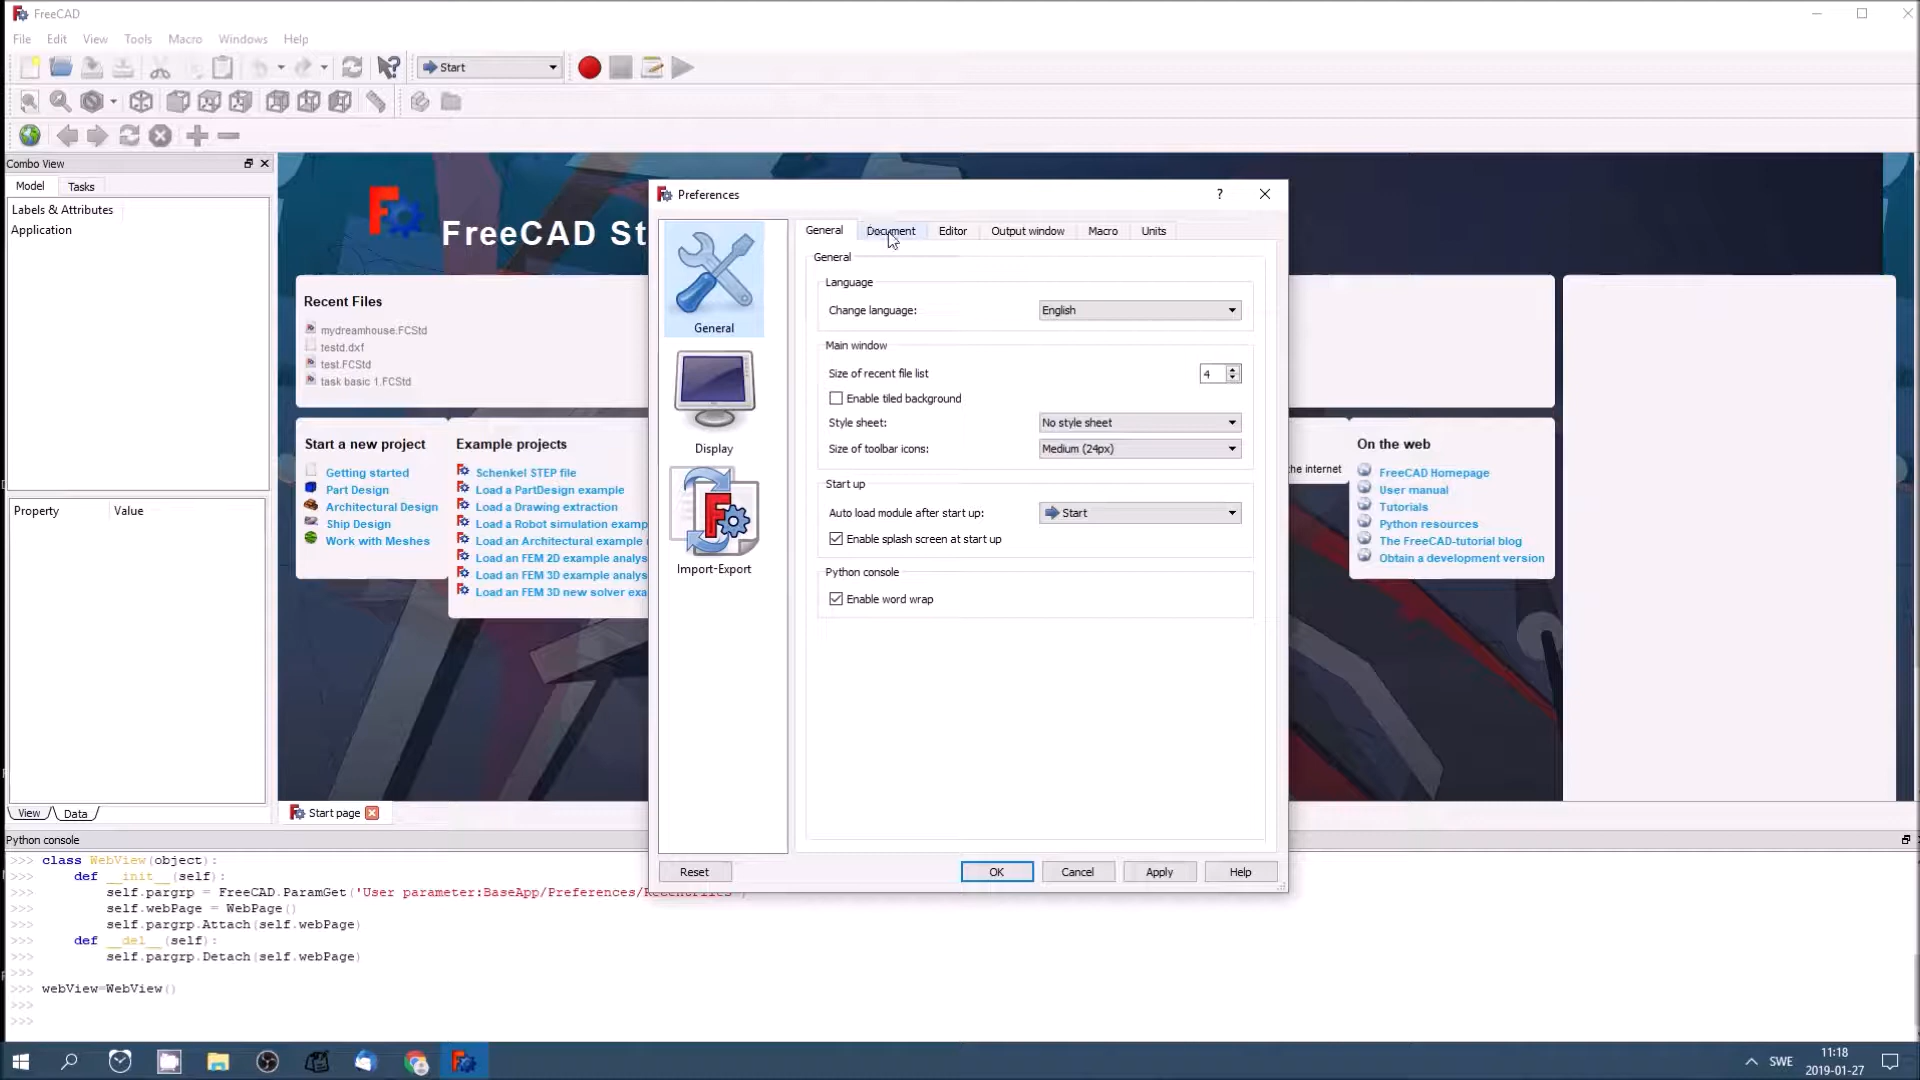 FreeCAD
File Edit View Tools Macro Windows Help
Start
Combo View
Model Tasks
Labels & Attributes
Application
Property Value
View Data
FreeCAD St
Recent Files
mydreamhouse.FCStd
testd.dxf
test.FCStd
task basic 1.FCStd
Start a new project
Getting started
Part Design
Architectural Design
Ship Design
Work with Meshes
Example projects
Schenkel STEP file
Load a PartDesign example
Load a Drawing extraction
Load a Robot simulation examp
Load an Architectural example
Load an FEM 2D example analys
Load an FEM 3D example analys
Load an FEM 3D new solver exa
Preferences
General
Display
Import-Export
General Document Editor Output window Macro Units
General
Language
Change language: English
Main window
Size of recent file list 4
Enable tiled background
Style sheet: No style sheet
Size of toolbar icons: Medium (24px)
Start up
Auto load module after start up: Start
Enable splash screen at start up
Python console
Enable word wrap
Reset OK Cancel Apply Help
he internet
On the web
FreeCAD Homepage
User manual
Tutorials
Python resources
The FreeCAD-tutorial blog
Obtain a development version
Start page
Python console
>>> class WebView(object):
>>> def __init__(self):
>>> self.pargrp = FreeCAD.ParamGet('User parameter:BaseApp/Preferences/RecentFiles')
>>> self.webPage = WebPage()
>>> self.pargrp.Attach(self.webPage)
>>> def __del__(self):
>>> self.pargrp.Detach(self.webPage)
>>>
>>> webView=WebView()
>>>
>>>
SWE
11:18
2019-01-27